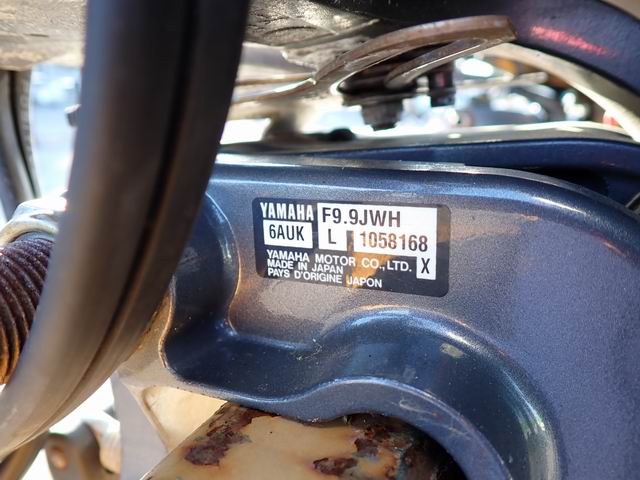 YAMAHA F9.9JWH
6AUK L 1058168
YAMAHA MOTOR CO.,LTD. X
MADE IN JAPAN
PAYS D'ORIGINE JAPON